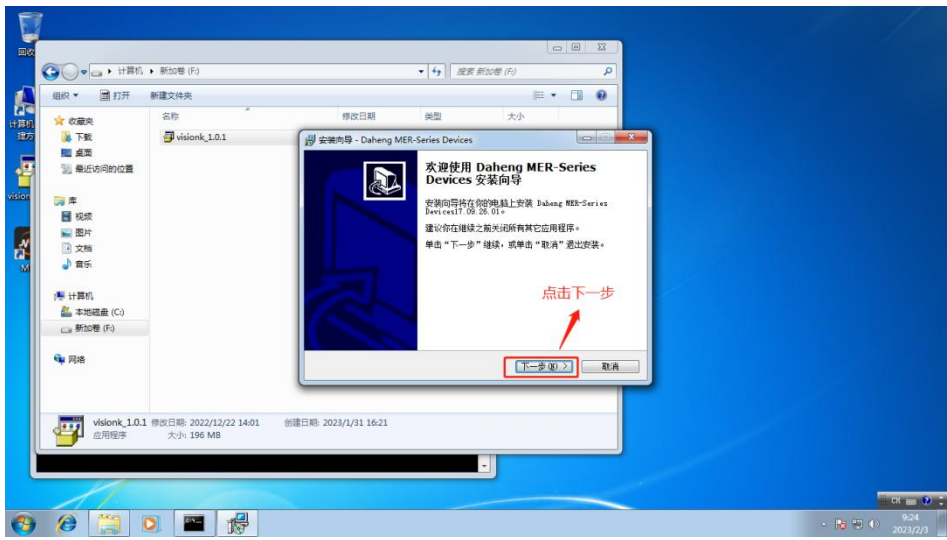 回收
计算机 ▸ 新加卷 (F:)
搜索 新加卷 (F:)
组织
打开
新建文件夹
名称
修改日期
类型
大小
收藏夹
下载
桌面
最近访问的位置
库
视频
图片
文档
音乐
计算机
本地磁盘 (C:)
新加卷 (F:)
网络
visionk_1.0.1
安装向导 - Daheng MER-Series Devices
欢迎使用 Daheng MER-Series
Devices 安装向导
安装向导将在你的电脑上安装 Daheng MER-Series
Devices17.09.26.01。
建议你在继续之前关闭所有其它应用程序。
单击“下一步”继续，或单击“取消”退出安装。
点击下一步
下一步(N) >
取消
visionk_1.0.1 修改日期: 2022/12/22 14:01 创建日期: 2023/1/31 16:21
应用程序 大小: 196 MB
计算机
捷方
vision
M
CH
9:24
2023/2/3